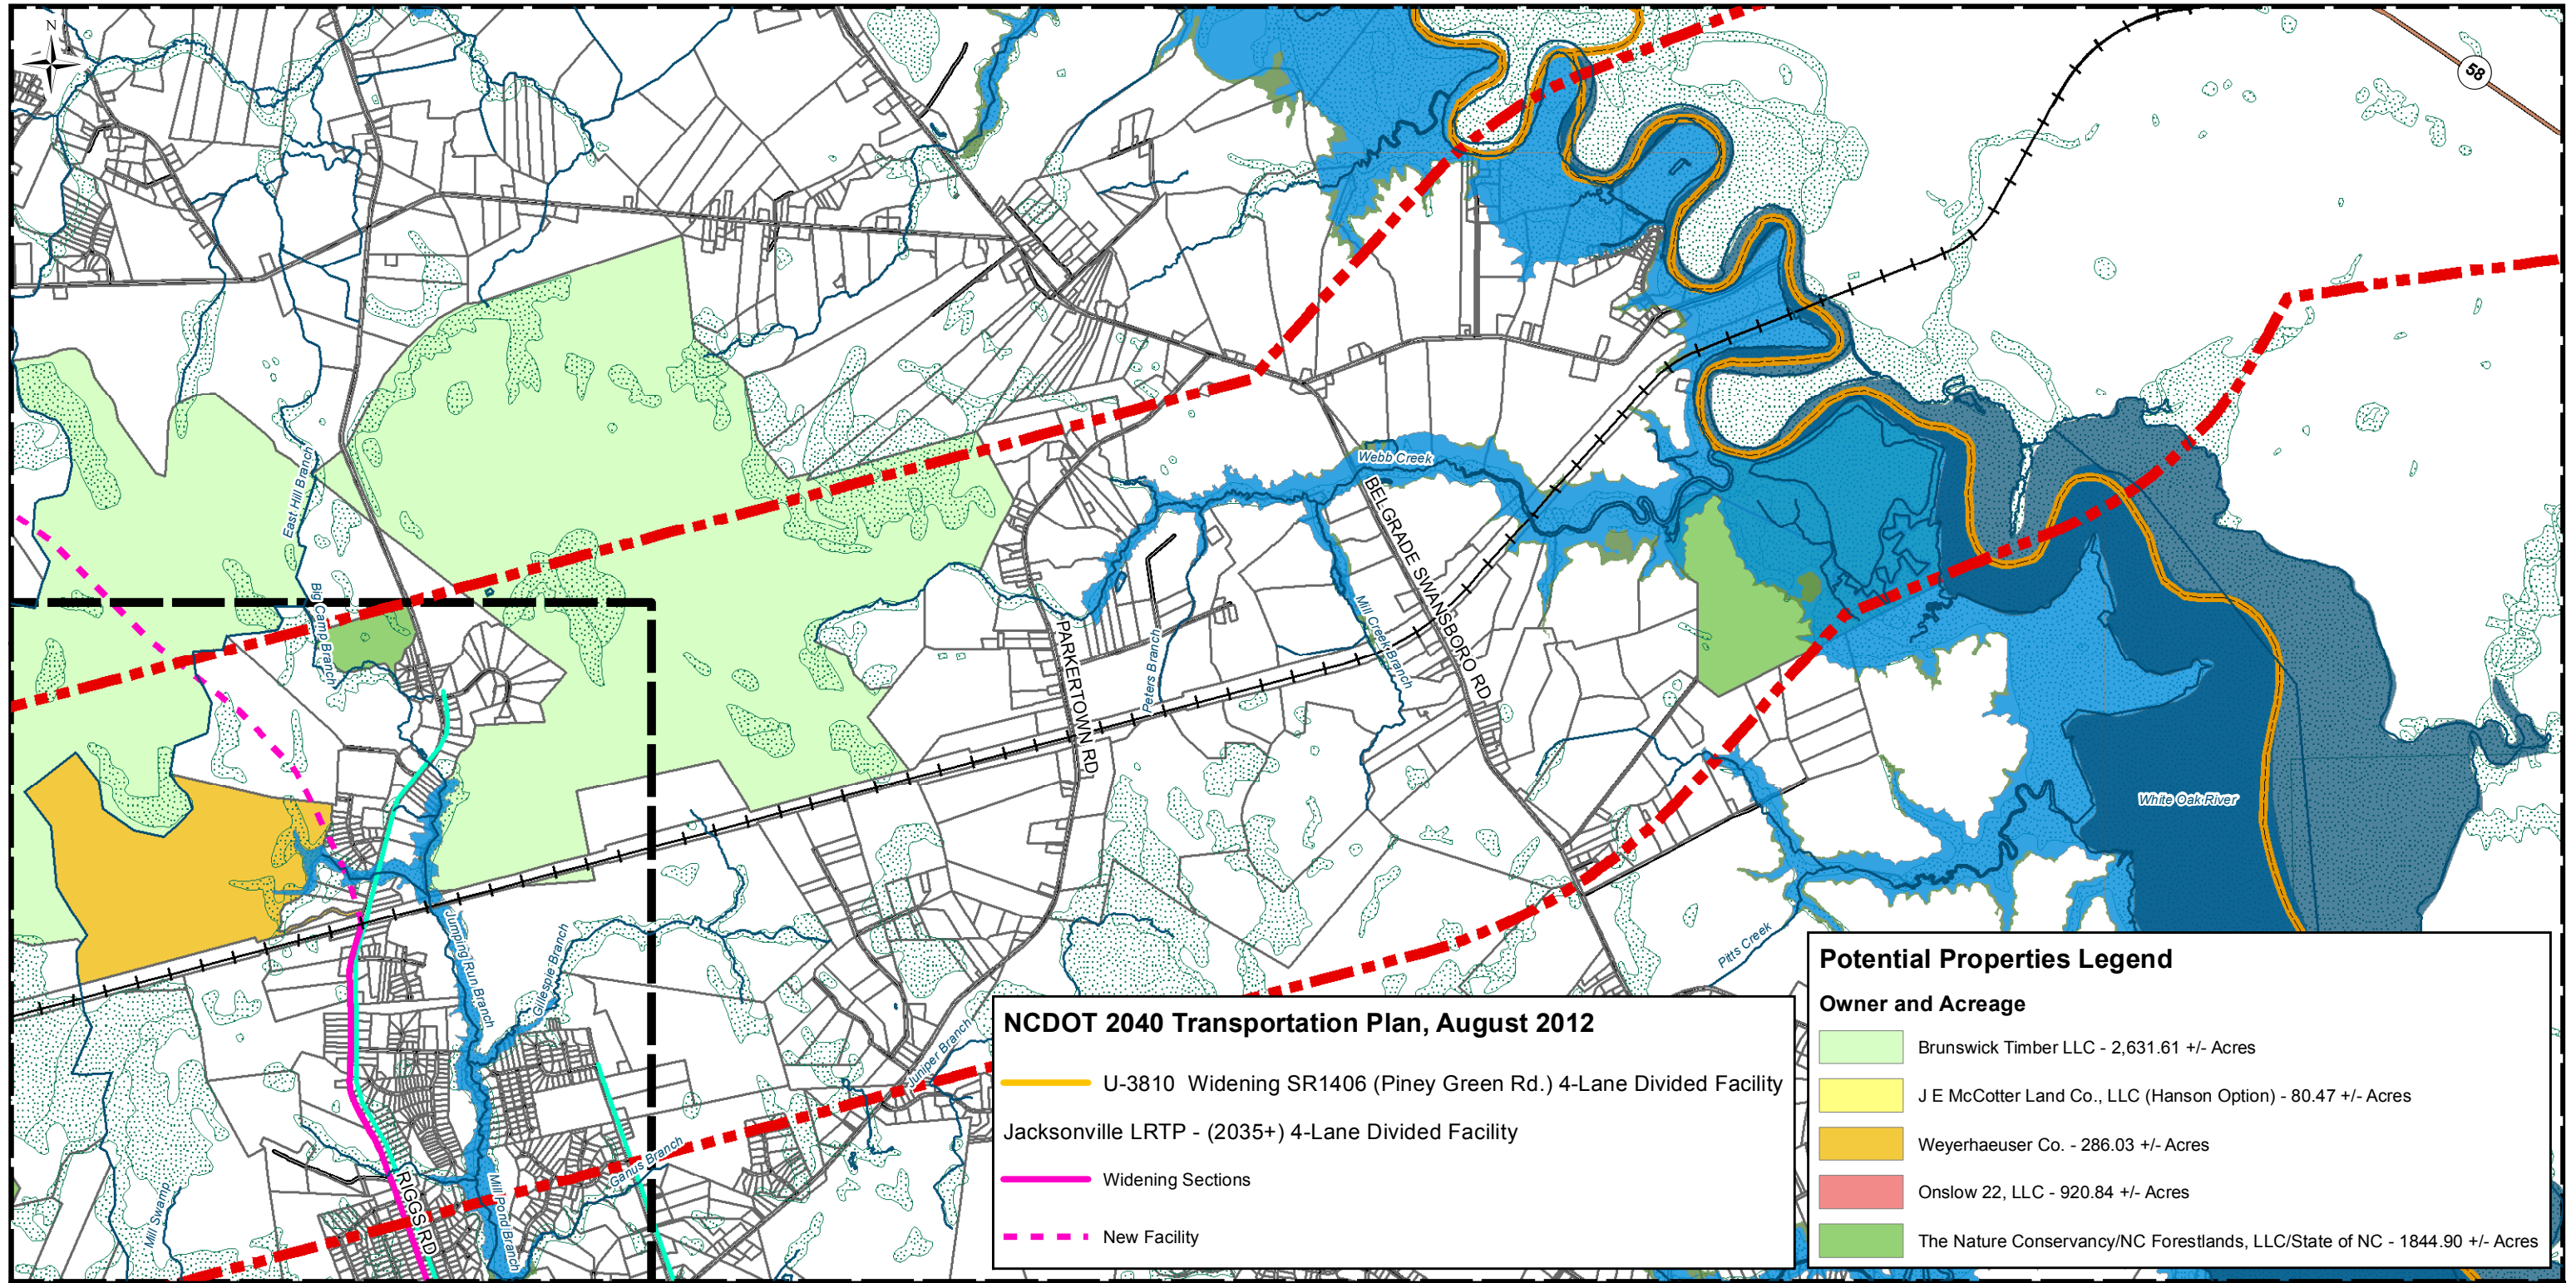 N
58
Webb Creek
East Hill Branch
BELGRADE SWANSBORO RD
Big Camp Branch
PARKERTOWN RD
Peters Branch
Mill Creek Branch
White Oak River
Jumping Run Branch
Gillespie Branch
Pitts Creek
Juniper Branch
Ganus Branch
Mill Swamp
RIGGS RD
Mill Pond Branch
NCDOT 2040 Transportation Plan, August 2012
U-3810 Widening SR1406 (Piney Green Rd.) 4-Lane Divided Facility
Jacksonville LRTP - (2035+) 4-Lane Divided Facility
Widening Sections
New Facility
Potential Properties Legend
Owner and Acreage
Brunswick Timber LLC - 2,631.61 +/- Acres
J E McCotter Land Co., LLC (Hanson Option) - 80.47 +/- Acres
Weyerhaeuser Co. - 286.03 +/- Acres
Onslow 22, LLC - 920.84 +/- Acres
The Nature Conservancy/NC Forestlands, LLC/State of NC - 1844.90 +/- Acres